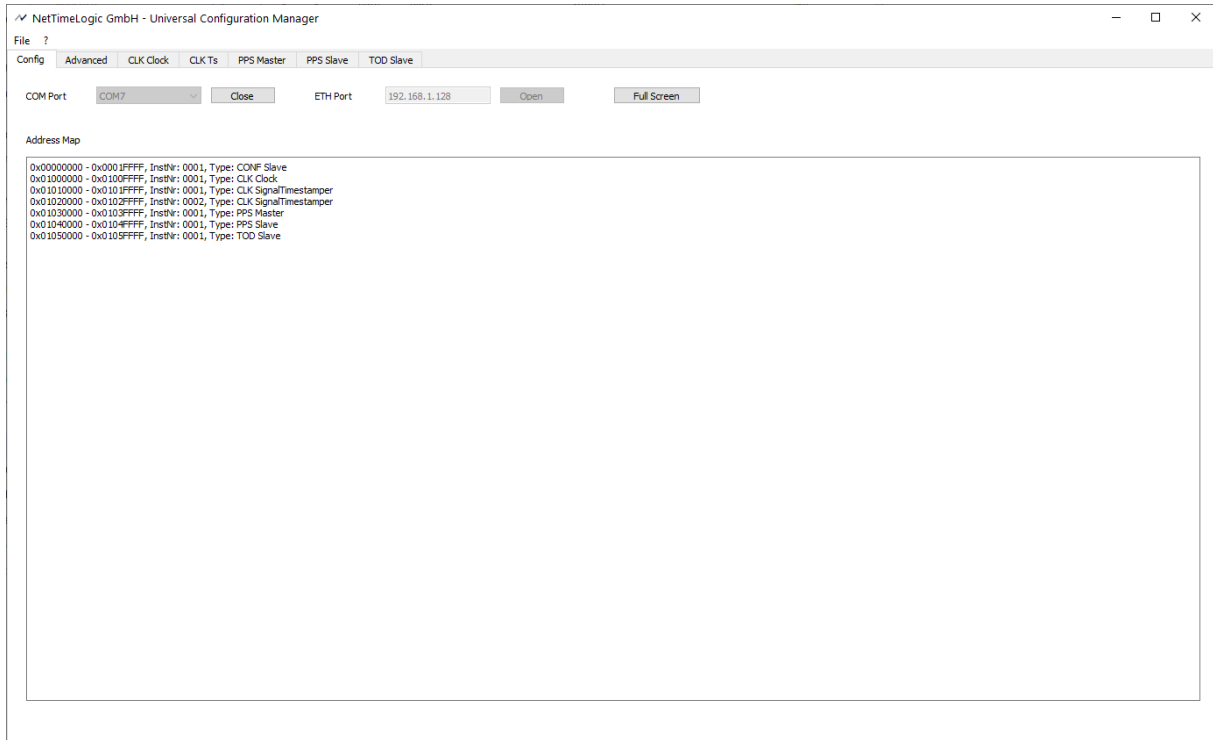 NetTimeLogic GmbH - Universal Configuration Manager
File ?
Config Advanced CLK Clock CLK Ts PPS Master PPS Slave TOD Slave
COM Port COM7 Close ETH Port 192.168.1.128 Open Full Screen
Address Map
0x00000000 - 0x0001FFFF, InstNr: 0001, Type: CONF Slave
0x01000000 - 0x0100FFFF, InstNr: 0001, Type: CLK Clock
0x01010000 - 0x0101FFFF, InstNr: 0001, Type: CLK SignalTimestamper
0x01020000 - 0x0102FFFF, InstNr: 0002, Type: CLK SignalTimestamper
0x01030000 - 0x0103FFFF, InstNr: 0001, Type: PPS Master
0x01040000 - 0x0104FFFF, InstNr: 0001, Type: PPS Slave
0x01050000 - 0x0105FFFF, InstNr: 0001, Type: TOD Slave